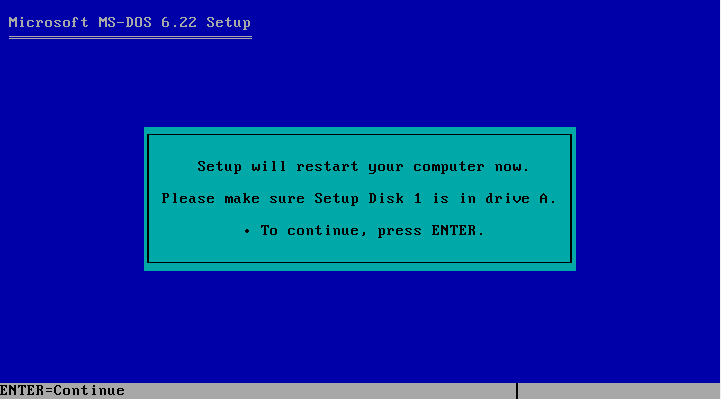 Microsoft MS-DOS 6.22 Setup
Setup will restart your computer now.
Please make sure Setup Disk 1 is in drive A.
• To continue, press ENTER.
ENTER=Continue